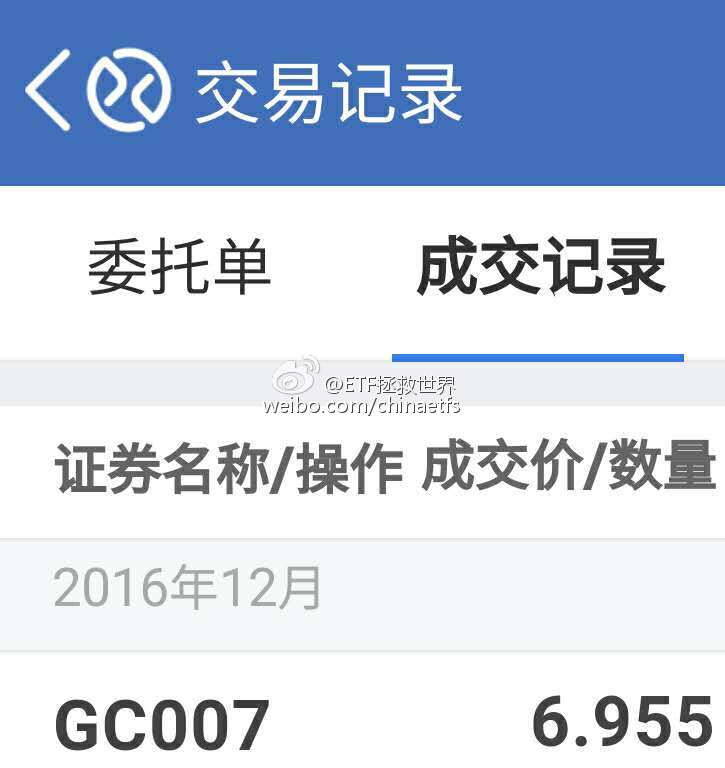 交易记录
委托单 成交记录
@ETF拯救世界
weibo.com/chinaetfs
证券名称/操作 成交价/数量
2016年12月
GC007 6.955